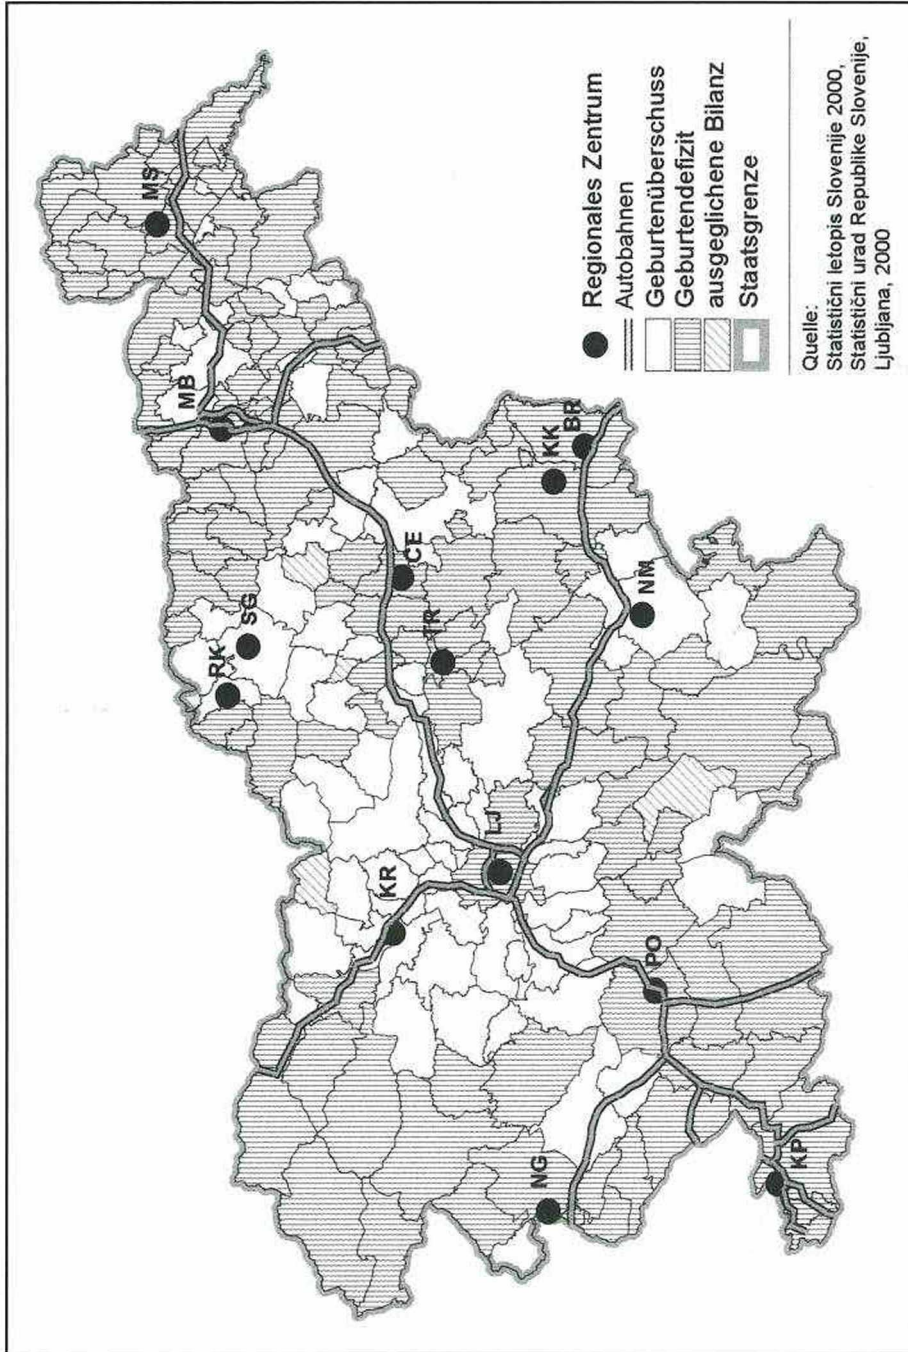 MS
MB
SG
RK
CE
TR
KK
BR
NM
LJ
KR
PO
NG
KP
Regionales Zentrum
Autobahnen
Geburtenüberschuss
Geburtendefizit
ausgeglichene Bilanz
Staatsgrenze
Quelle:
Statistični letopis Slovenije 2000,
Statistični urad Republike Slovenije,
Ljubljana, 2000